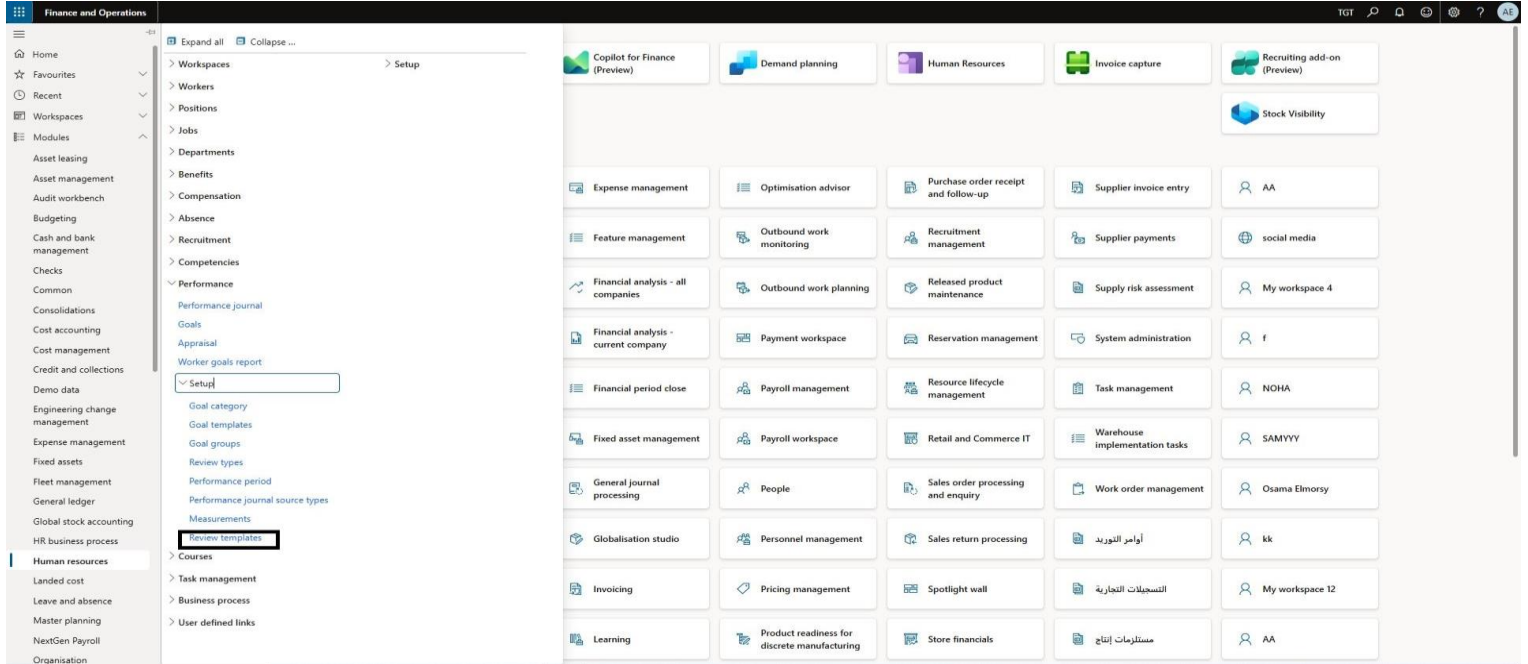 Finance and Operations
TGT
?
AE
Home
Favourites
Recent
Workspaces
Modules
Asset leasing
Asset management
Audit workbench
Budgeting
Cash and bank
management
Checks
Common
Consolidations
Cost accounting
Cost management
Credit and collections
Demo data
Engineering change
management
Expense management
Fixed assets
Fleet management
General ledger
Global stock accounting
HR business process
Human resources
Landed cost
Leave and absence
Master planning
NextGen Payroll
Organisation
Expand all
Collapse ...
Workspaces
Workers
Positions
Jobs
Departments
Benefits
Compensation
Absence
Recruitment
Competencies
Performance
Performance journal
Goals
Appraisal
Worker goals report
Setup
Goal category
Goal templates
Goal groups
Review types
Performance period
Performance journal source types
Measurements
Review templates
Courses
Task management
Business process
User defined links
Setup
Copilot for Finance
(Preview)
Demand planning
Human Resources
Invoice capture
Recruiting add-on
(Preview)
Stock Visibility
Expense management
Optimisation advisor
Purchase order receipt
and follow-up
Supplier invoice entry
AA
Feature management
Outbound work
monitoring
Recruitment
management
Supplier payments
social media
Financial analysis - all
companies
Outbound work planning
Released product
maintenance
Supply risk assessment
My workspace 4
Financial analysis -
current company
Payment workspace
Reservation management
System administration
f
Financial period close
Payroll management
Resource lifecycle
management
Task management
NOHA
Fixed asset management
Payroll workspace
Retail and Commerce IT
Warehouse
implementation tasks
SAMYYY
General journal
processing
People
Sales order processing
and enquiry
Work order management
Osama Elmorsy
Globalisation studio
Personnel management
Sales return processing
أوامر التوريد
kk
Invoicing
Pricing management
Spotlight wall
التسجيلات التجارية
My workspace 12
Learning
Product readiness for
discrete manufacturing
Store financials
مستلزمات إنتاج
AA